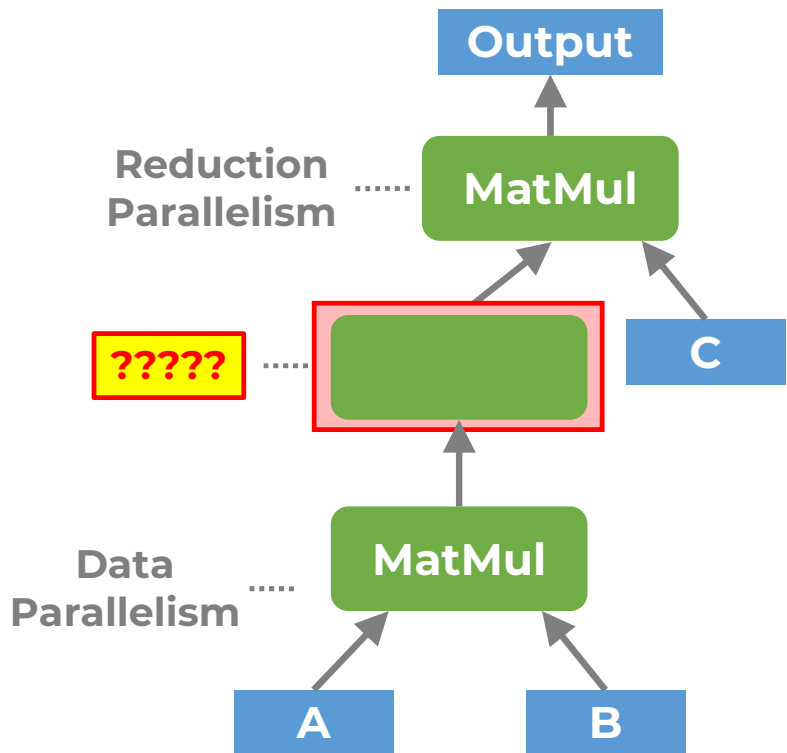 Output
Reduction
Parallelism
MatMul
?????
C
Data
Parallelism
MatMul
A
B